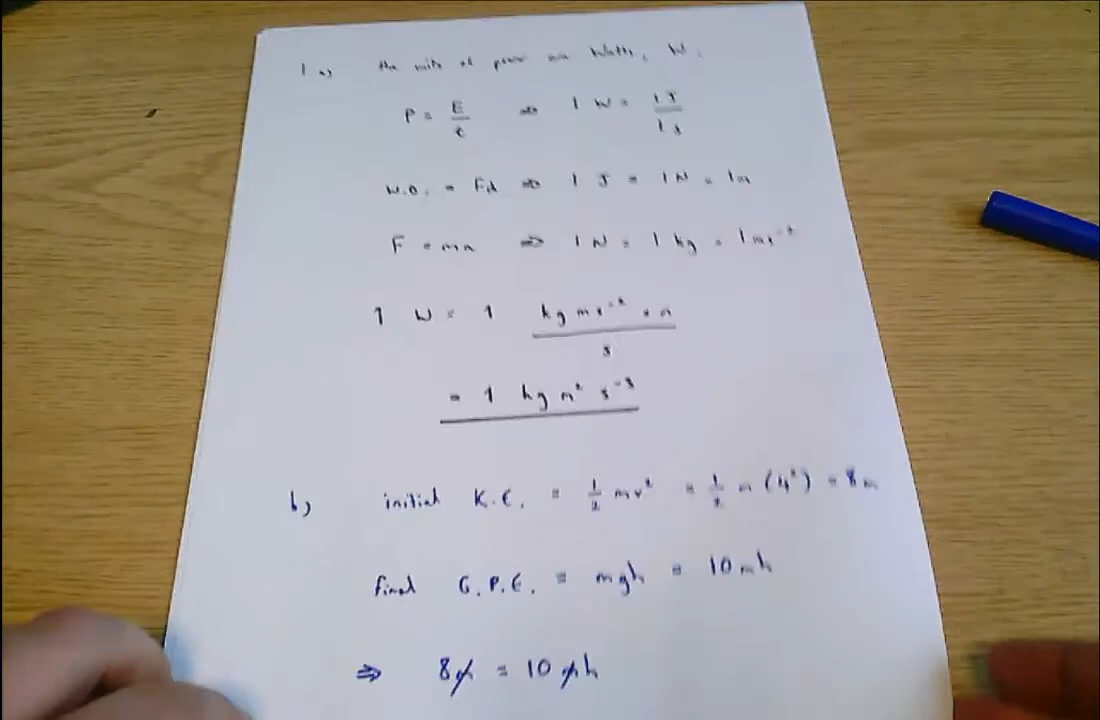 1 a) the units of power are Watts, W.
P = E/t ⇒ 1 W = 1 J/1 s
W.D. = Fd ⇒ 1 J = 1 N × 1 m
F = ma ⇒ 1 N = 1 kg × 1 ms⁻²
1 W = 1 kg ms⁻² × m / s
= 1 kg m² s⁻³
b) initial K.E. = 1/2 mv² = 1/2 m (4²) = 8m
final G.P.E. = mgh = 10mh
⇒ 8m = 10mh